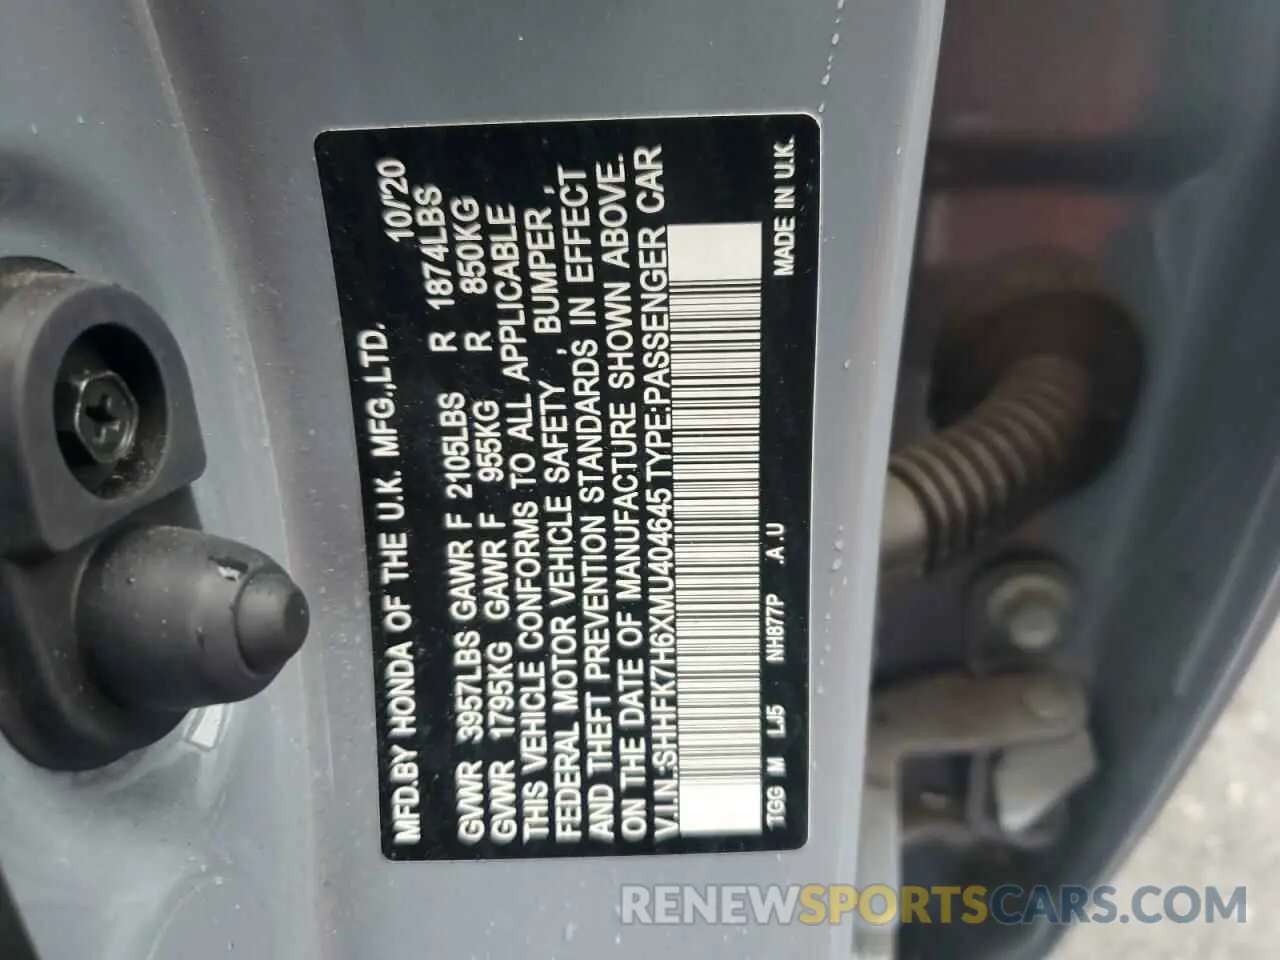 MFD.BY HONDA OF THE U.K. MFG.,LTD. 10/'20
GVWR 3957LBS GAWR F 2105LBS R 1874LBS
GVWR 1795KG GAWR F 955KG R 850KG
THIS VEHICLE CONFORMS TO ALL APPLICABLE
FEDERAL MOTOR VEHICLE SAFETY , BUMPER ,
AND THEFT PREVENTION STANDARDS IN EFFECT
ON THE DATE OF MANUFACTURE SHOWN ABOVE.
V.I.N.:SHHFK7H6XMU404645 TYPE:PASSENGER CAR
TGG M LJ5 NH877P .A.U MADE IN U.K.
RENEWSPORTSCARS.COM